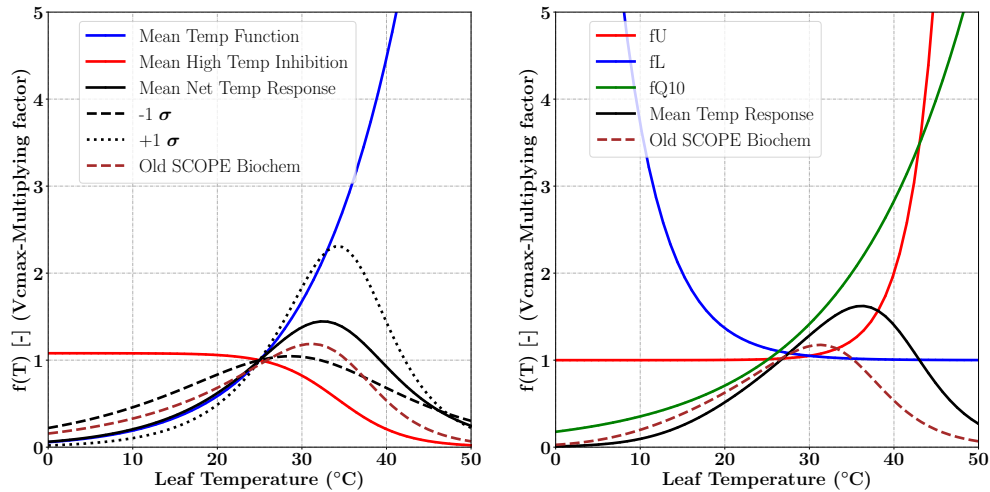 f(T) [-] (Vcmax-Multiplying factor)
5
4
3
2
1
0
Mean Temp Function
Mean High Temp Inhibition
Mean Net Temp Response
-1 σ
+1 σ
Old SCOPE Biochem
0 10 20 30 40 50
Leaf Temperature (°C)
f(T) [-] (Vcmax-Multiplying factor)
5
4
3
2
1
0
fU
fL
fQ10
Mean Temp Response
Old SCOPE Biochem
0 10 20 30 40 50
Leaf Temperature (°C)